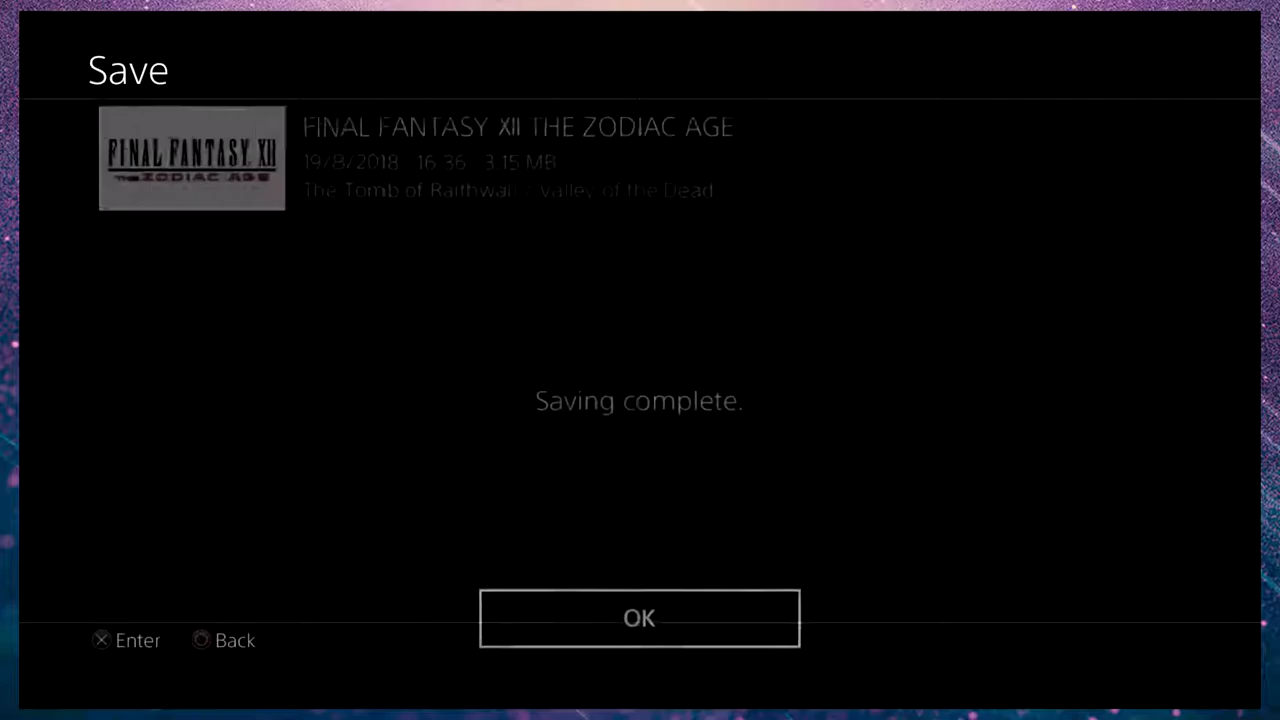 Save
FINAL FANTASY XII
THE ZODIAC AGE
FINAL FANTASY XII THE ZODIAC AGE
19/8/2018 16:36 3.15 MB
The Tomb of Valley of the Dead
Saving complete.
OK
Enter Back